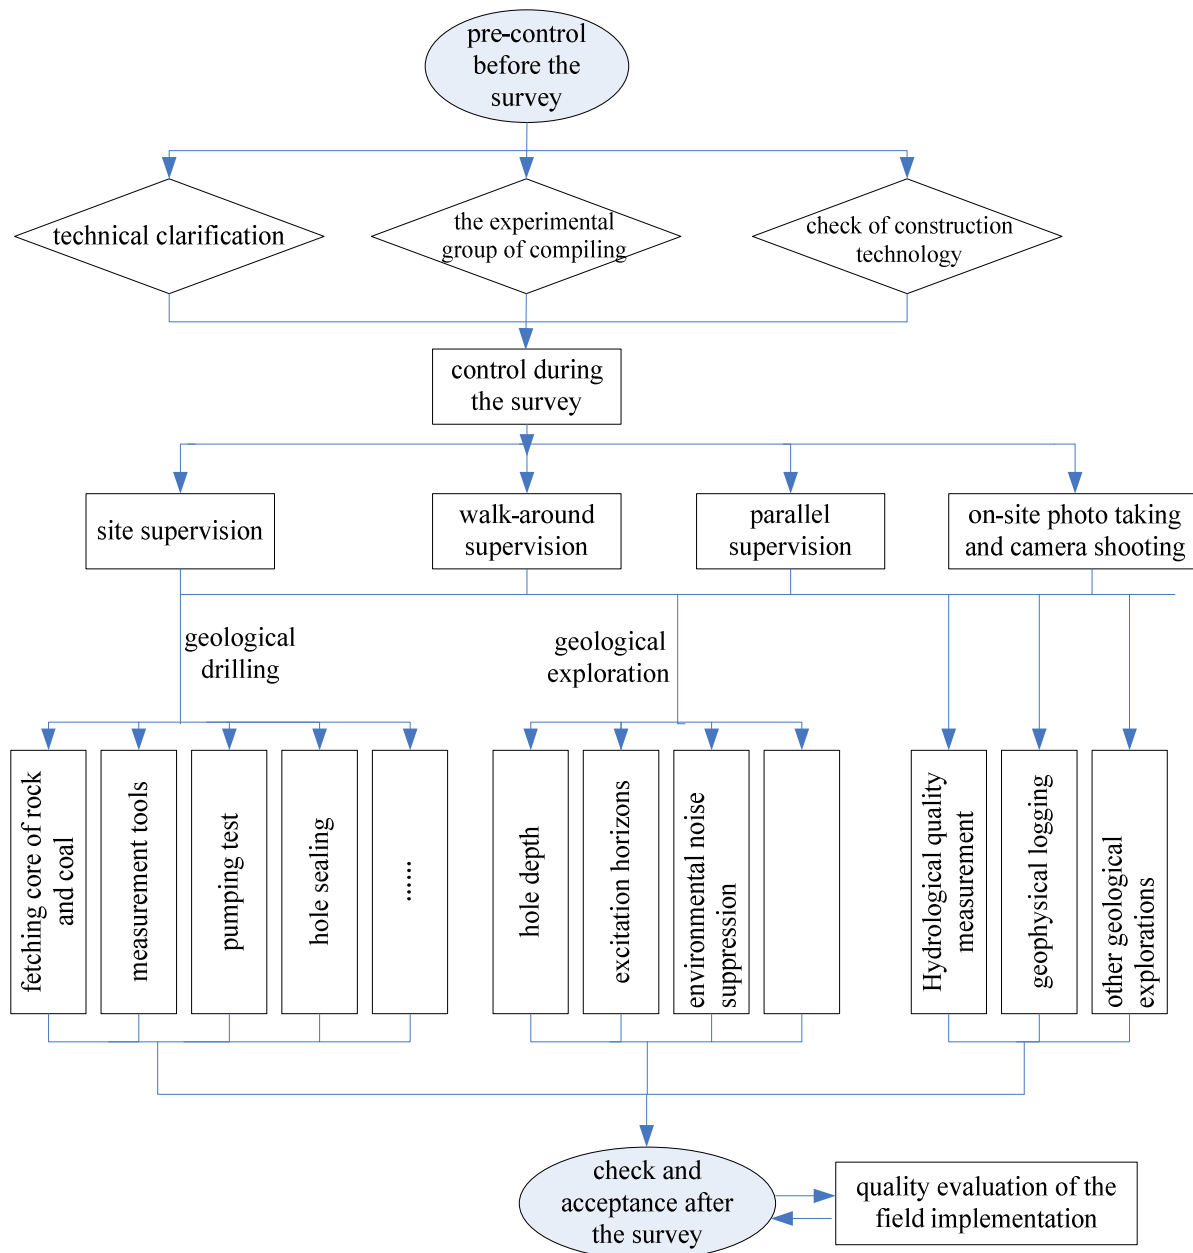 pre-control
before the
survey
technical clarification
the experimental
group of compiling
check of construction
technology
control during
the survey
site supervision
walk-around
supervision
parallel
supervision
on-site photo taking
and camera shooting
geological
drilling
geological
exploration
fetching core of rock
and coal
measurement tools
pumping test
hole sealing
......
hole depth
excitation horizons
environmental noise
suppression
Hydrological quality
measurement
geophysical logging
other geological
explorations
check and
acceptance after
the survey
quality evaluation of the
field implementation